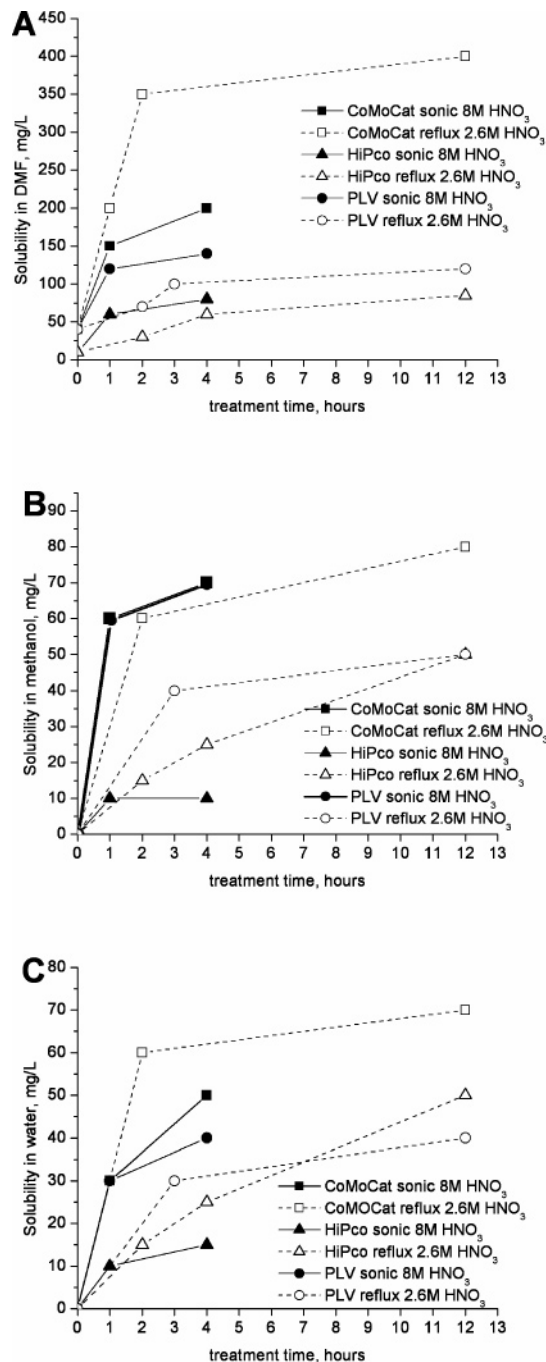 A
450
400
350
300
250
200
150
100
50
0
Solubility in DMF, mg/L
CoMoCat sonic 8M HNO₃
CoMoCat reflux 2.6M HNO₃
HiPco sonic 8M HNO₃
HiPco reflux 2.6M HNO₃
PLV sonic 8M HNO₃
PLV reflux 2.6M HNO₃
0 1 2 3 4 5 6 7 8 9 10 11 12 13
treatment time, hours
B
90
80
70
60
50
40
30
20
10
0
Solubility in methanol, mg/L
CoMoCat sonic 8M HNO₃
CoMoCat reflux 2.6M HNO₃
HiPco sonic 8M HNO₃
HiPco reflux 2.6M HNO₃
PLV sonic 8M HNO₃
PLV reflux 2.6M HNO₃
0 1 2 3 4 5 6 7 8 9 10 11 12 13
treatment time, hours
C
70
60
50
40
30
20
10
0
Solubility in water, mg/L
CoMoCat sonic 8M HNO₃
CoMOCat reflux 2.6M HNO₃
HiPco sonic 8M HNO₃
HiPco reflux 2.6M HNO₃
PLV sonic 8M HNO₃
PLV reflux 2.6M HNO₃
0 1 2 3 4 5 6 7 8 9 10 11 12 13
treatment time, hours